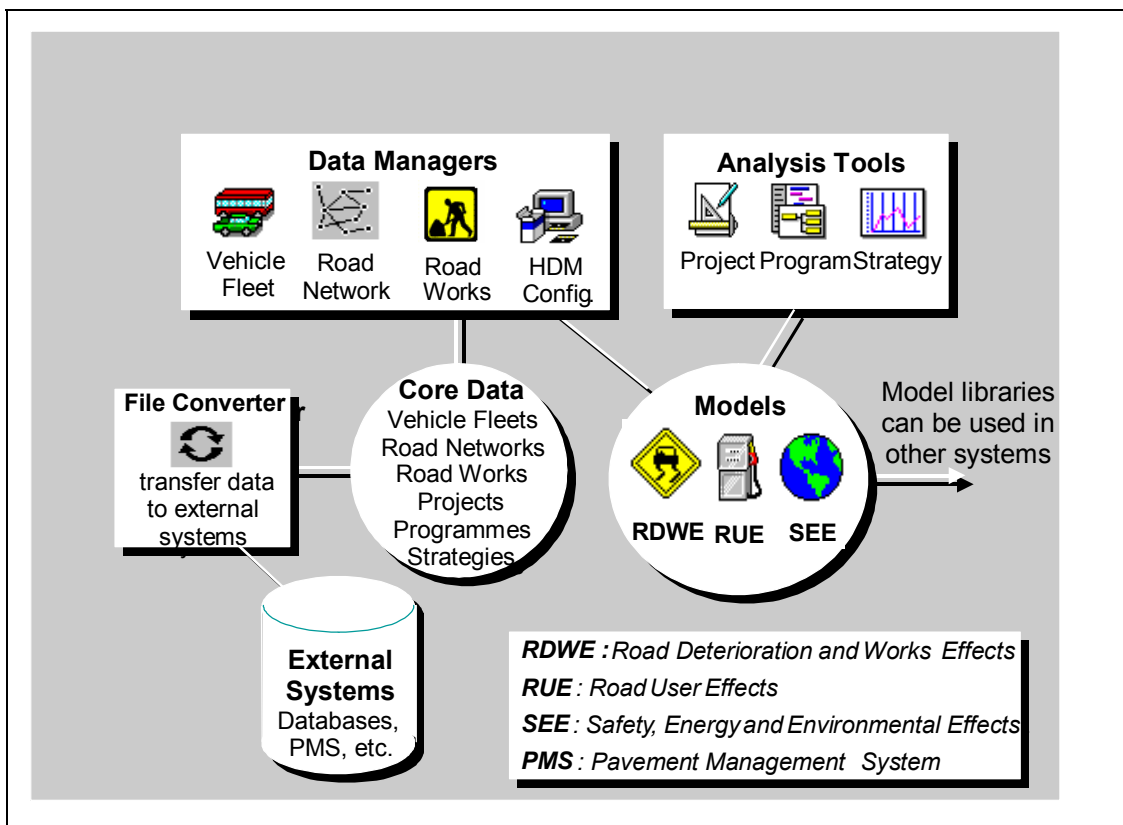 Data Managers
Vehicle
Fleet
Road
Network
Road
Works
HDM
Config.
Analysis Tools
Project Program Strategy
File Converter
r
transfer data
to external
systems
Core Data
Vehicle Fleets
Road Networks
Road Works
Projects
Programmes
Strategies
Models
RDWE RUE SEE
Model libraries
can be used in
other systems
External
Systems
Databases,
PMS, etc.
RDWE : Road Deterioration and Works Effects
RUE : Road User Effects
SEE : Safety, Energy and Environmental Effects
PMS : Pavement Management System